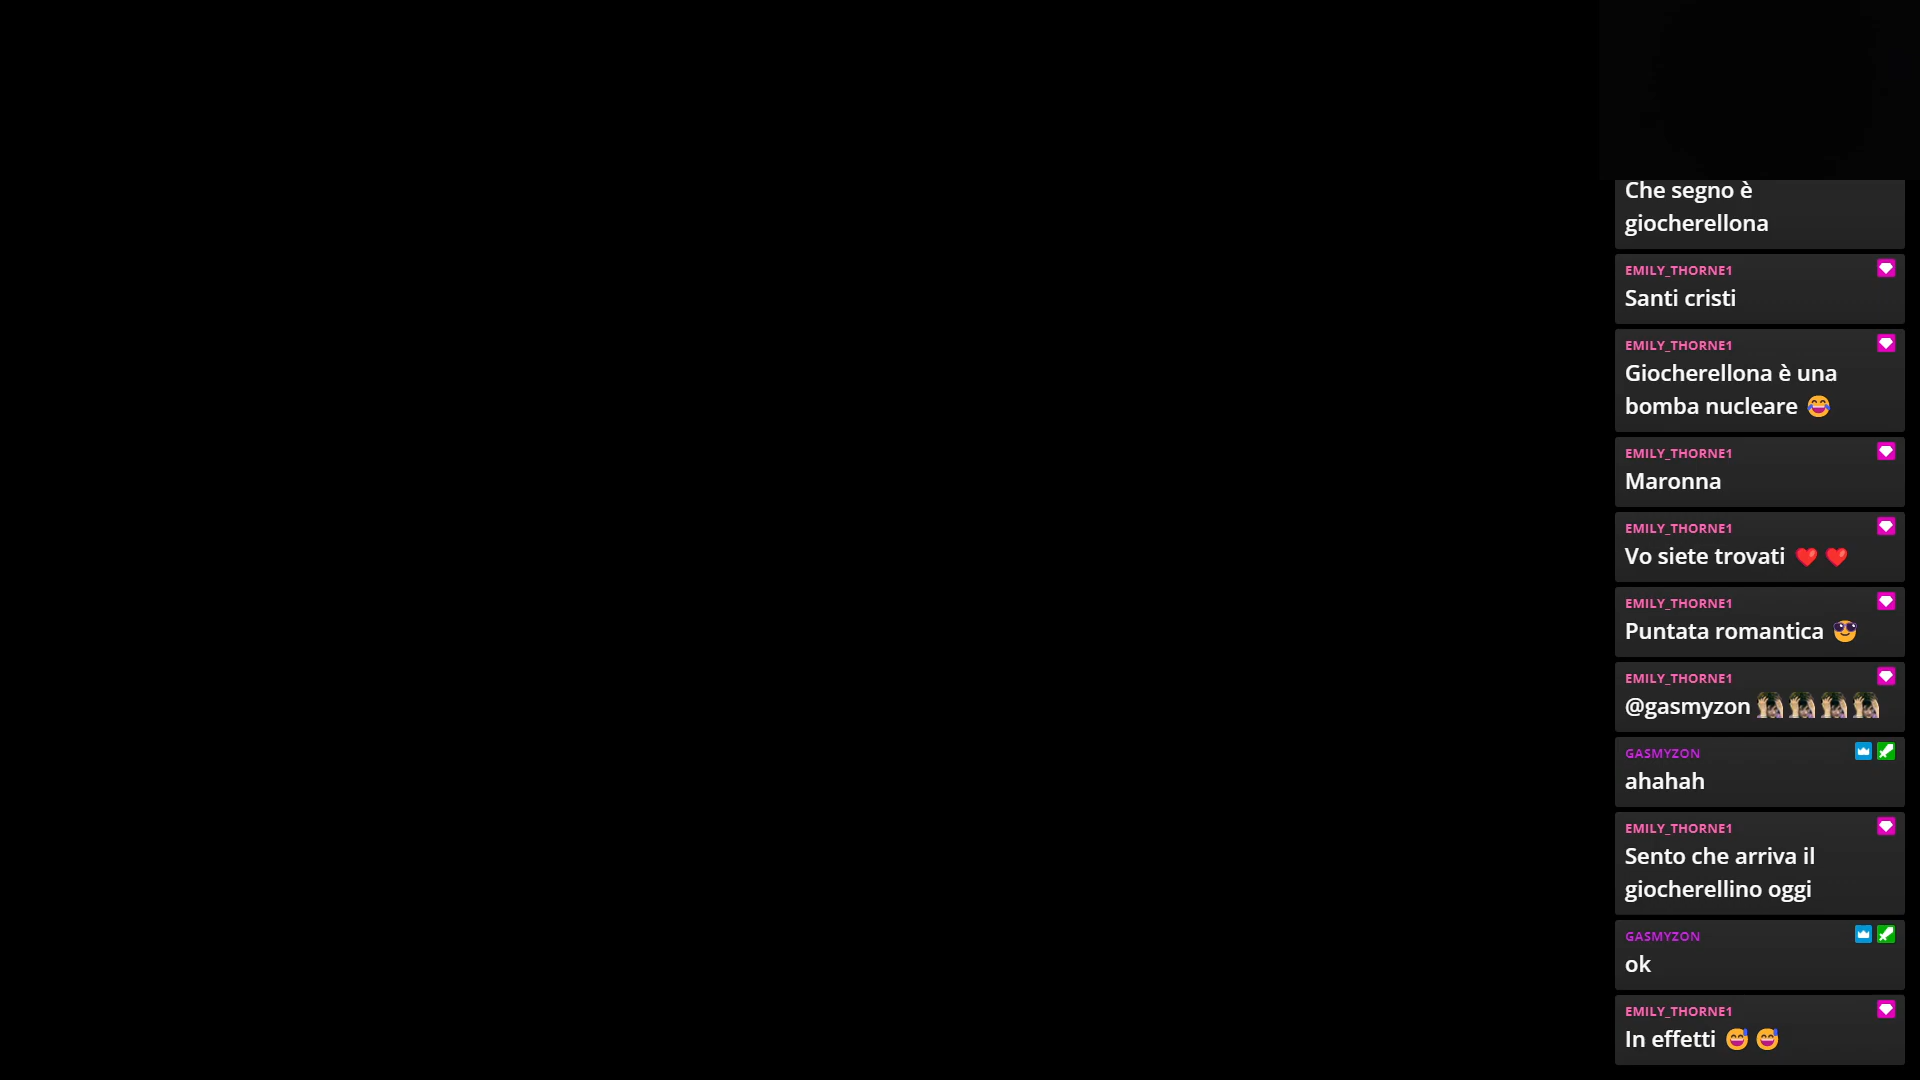 Che segno è
giocherellona
EMILY_THORNE1
Santi cristi
EMILY_THORNE1
Giocherellona è una
bomba nucleare 😂
EMILY_THORNE1
Maronna
EMILY_THORNE1
Vo siete trovati ❤️ ❤️
EMILY_THORNE1
Puntata romantica 😎
EMILY_THORNE1
@gasmyzon
GASMYZON
ahahah
EMILY_THORNE1
Sento che arriva il
giocherellino oggi
GASMYZON
ok
EMILY_THORNE1
In effetti 😅 😅